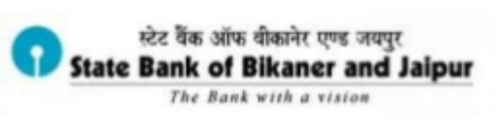 स्टेट बैंक ऑफ बीकानेर एण्ड जयपुर
State Bank of Bikaner and Jaipur
The Bank with a vision